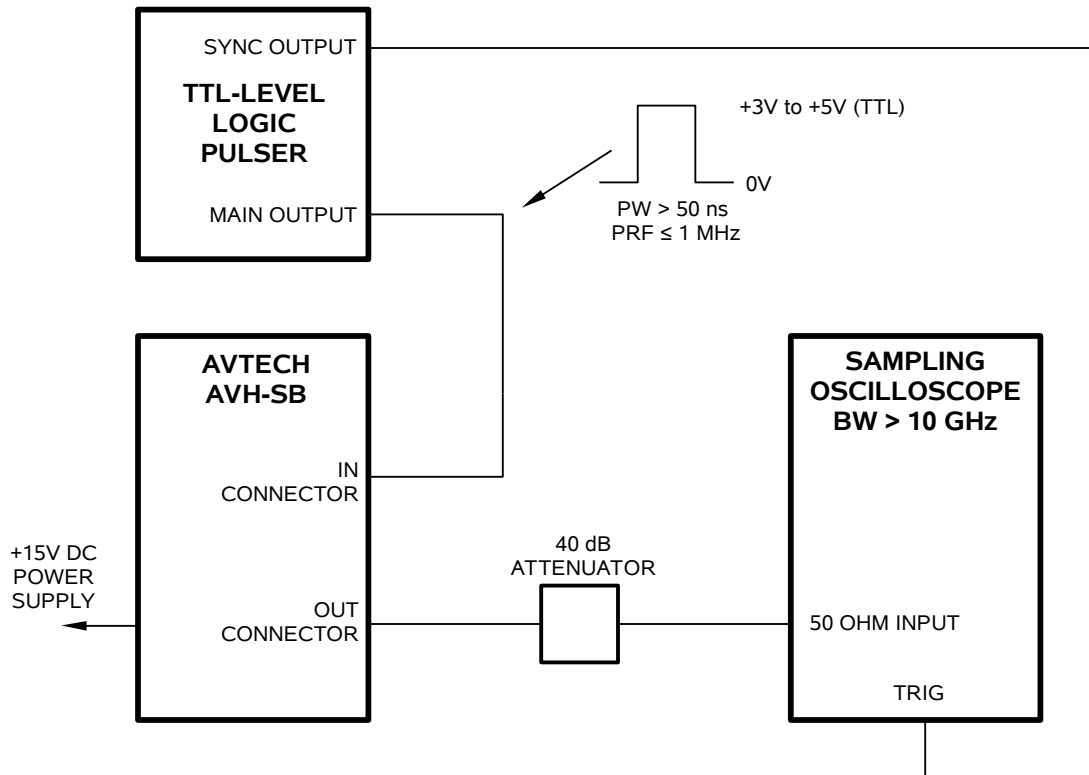 SYNC OUTPUT
TTL-LEVEL
LOGIC
PULSER
MAIN OUTPUT
+3V to +5V (TTL)
0V
PW > 50 ns
PRF ≤ 1 MHz
AVTECH
AVH-SB
IN
CONNECTOR
OUT
CONNECTOR
+15V DC
POWER
SUPPLY
40 dB
ATTENUATOR
SAMPLING
OSCILLOSCOPE
BW > 10 GHz
50 OHM INPUT
TRIG